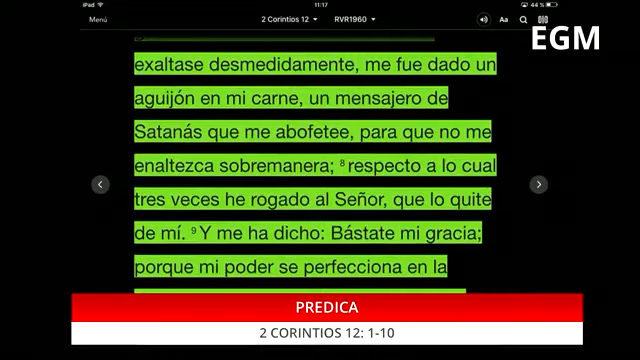 iPad
11:17
44 %
Menú
2 Corintios 12
RVR1960
Aa
EGM
exaltase desmedidamente, me fue dado un
aguijón en mi carne, un mensajero de
Satanás que me abofetee, para que no me
enaltezca sobremanera; 8 respecto a lo cual
tres veces he rogado al Señor, que lo quite
de mí. 9 Y me ha dicho: Bástate mi gracia;
porque mi poder se perfecciona en la
PREDICA
2 CORINTIOS 12: 1-10